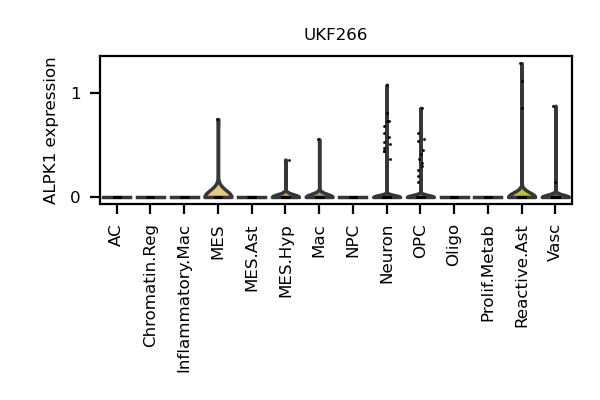 UKF266
ALPK1 expression
1
0
AC
Chromatin.Reg
Inflammatory.Mac
MES
MES.Ast
MES.Hyp
Mac
NPC
Neuron
OPC
Oligo
Prolif.Metab
Reactive.Ast
Vasc